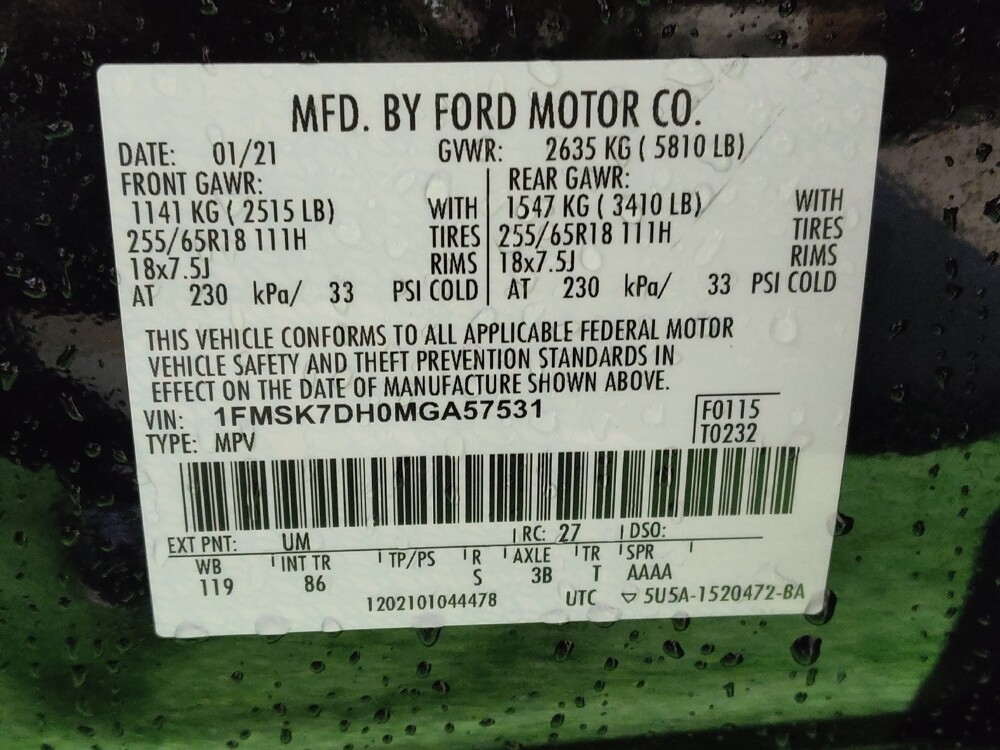 MFD. BY FORD MOTOR CO.
DATE: 01/21 GVWR: 2635 KG ( 5810 LB)
FRONT GAWR: REAR GAWR:
1141 KG ( 2515 LB) WITH 1547 KG ( 3410 LB) WITH
255/65R18 111H TIRES 255/65R18 111H TIRES
18x7.5J RIMS 18x7.5J RIMS
AT 230 kPa/ 33 PSI COLD AT 230 kPa/ 33 PSI COLD
THIS VEHICLE CONFORMS TO ALL APPLICABLE FEDERAL MOTOR
VEHICLE SAFETY AND THEFT PREVENTION STANDARDS IN
EFFECT ON THE DATE OF MANUFACTURE SHOWN ABOVE.
VIN: 1FMSK7DH0MGA57531 F0115
TYPE: MPV T0232
EXT PNT: UM RC: 27 DSO:
WB INT TR TP/PS R AXLE TR SPR
119 86 S 3B T AAAA
1202101044478 UTC ▽ 5U5A-1520472-BA